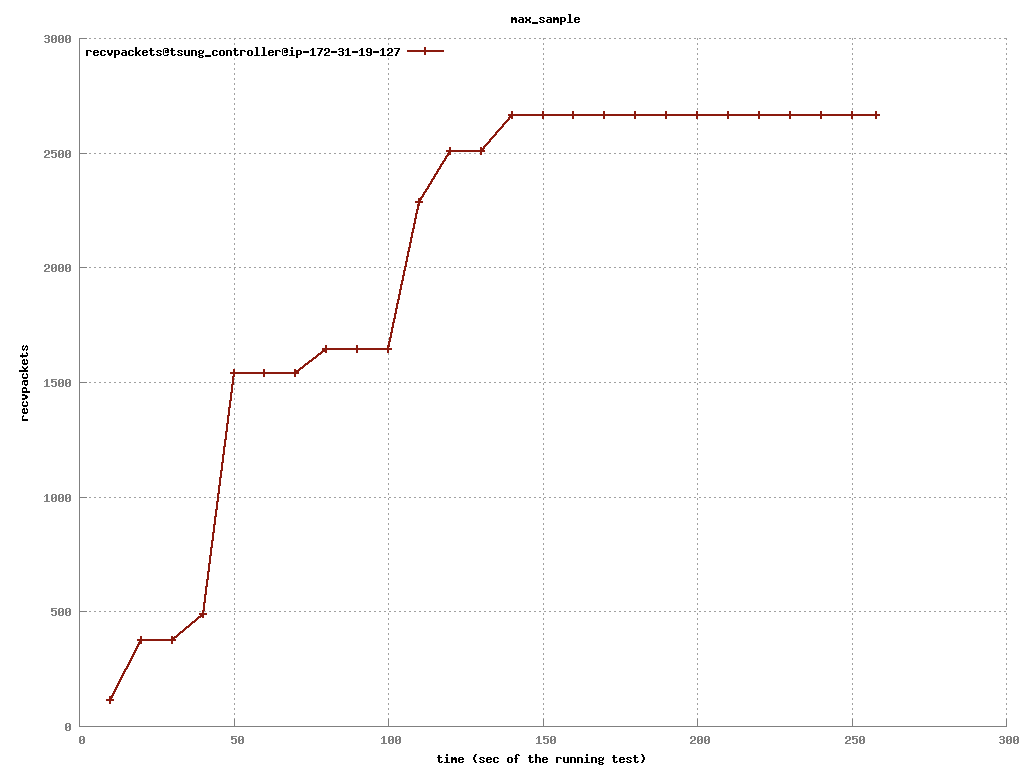 max_sample
3000
recvpackets@tsung_controller@ip-172-31-19-127
2500
2000
recvpackets
1500
1000
500
0
0 50 100 150 200 250 300
time (sec of the running test)